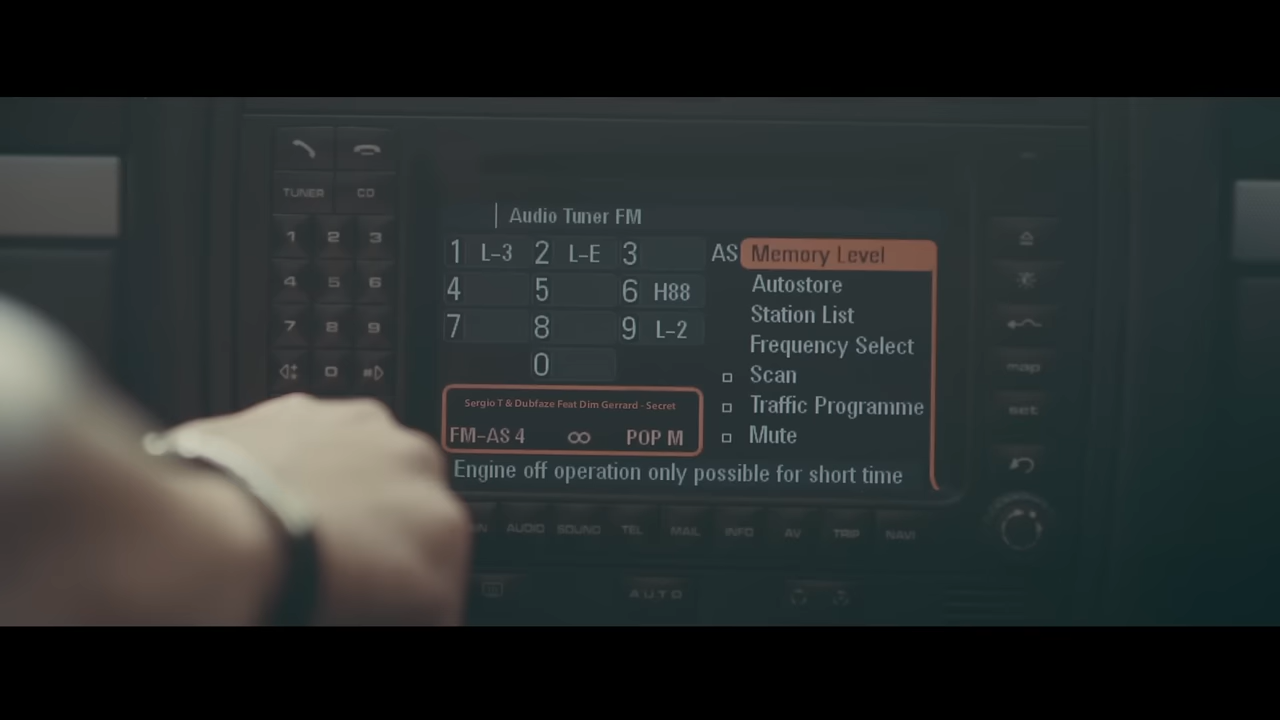 TUNER CD
1 2 3
4 5 6
7 8 9
0
Audio Tuner FM
1 L-3 2 L-E 3
4 5 6 H88
7 8 9 L-2
0
AS Memory Level
Autostore
Station List
Frequency Select
Scan
Traffic Programme
Mute
Sergio T & Dubfaze Feat Dim Gerrard - Secret
FM-AS 4 ∞ POP M
Engine off operation only possible for short time
map
set
AUDIO SOUND TEL MAIL INFO AV TRIP NAVI
AUTO